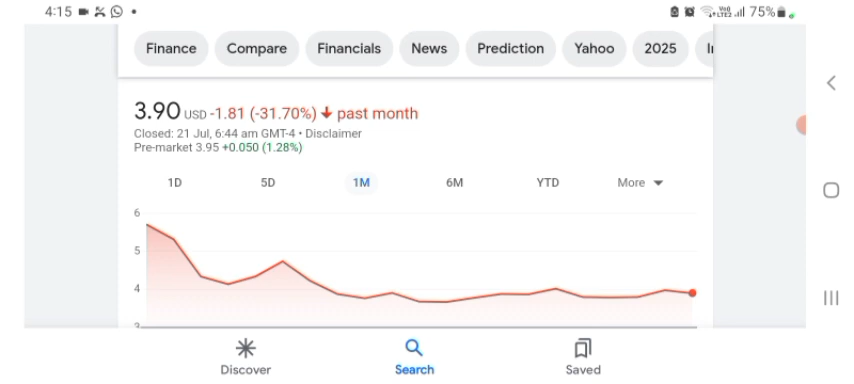 4:15
75%
Finance Compare Financials News Prediction Yahoo 2025
3.90 USD -1.81 (-31.70%) past month
Closed: 21 Jul, 6:44 am GMT-4 • Disclaimer
Pre-market 3.95 +0.050 (1.28%)
1D 5D 1M 6M YTD More
6
5
4
3
Discover Search Saved